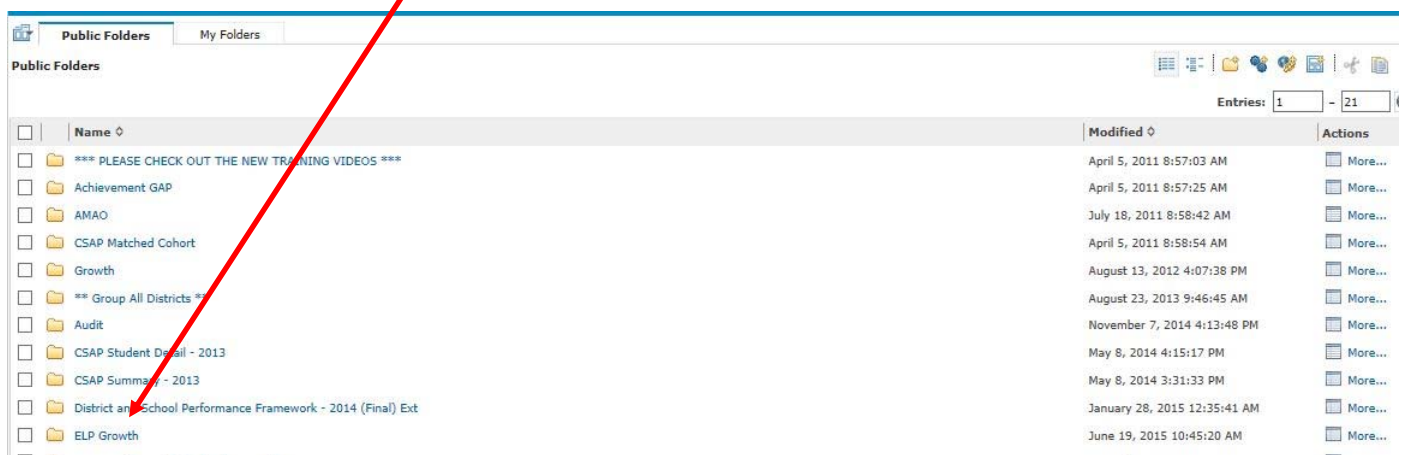 Public Folders My Folders
Public Folders
Entries: 1 - 21
Name Modified Actions
*** PLEASE CHECK OUT THE NEW TRAINING VIDEOS *** April 5, 2011 8:57:03 AM More...
Achievement GAP April 5, 2011 8:57:25 AM More...
AMAO July 18, 2011 8:58:42 AM More...
CSAP Matched Cohort April 5, 2011 8:58:54 AM More...
Growth August 13, 2012 4:07:38 PM More...
** Group All Districts ** August 23, 2013 9:46:45 AM More...
Audit November 7, 2014 4:13:48 PM More...
CSAP Student Detail - 2013 May 8, 2014 4:15:17 PM More...
CSAP Summary - 2013 May 8, 2014 3:31:33 PM More...
District and School Performance Framework - 2014 (Final) Ext January 28, 2015 12:35:41 AM More...
ELP Growth June 19, 2015 10:45:20 AM More...